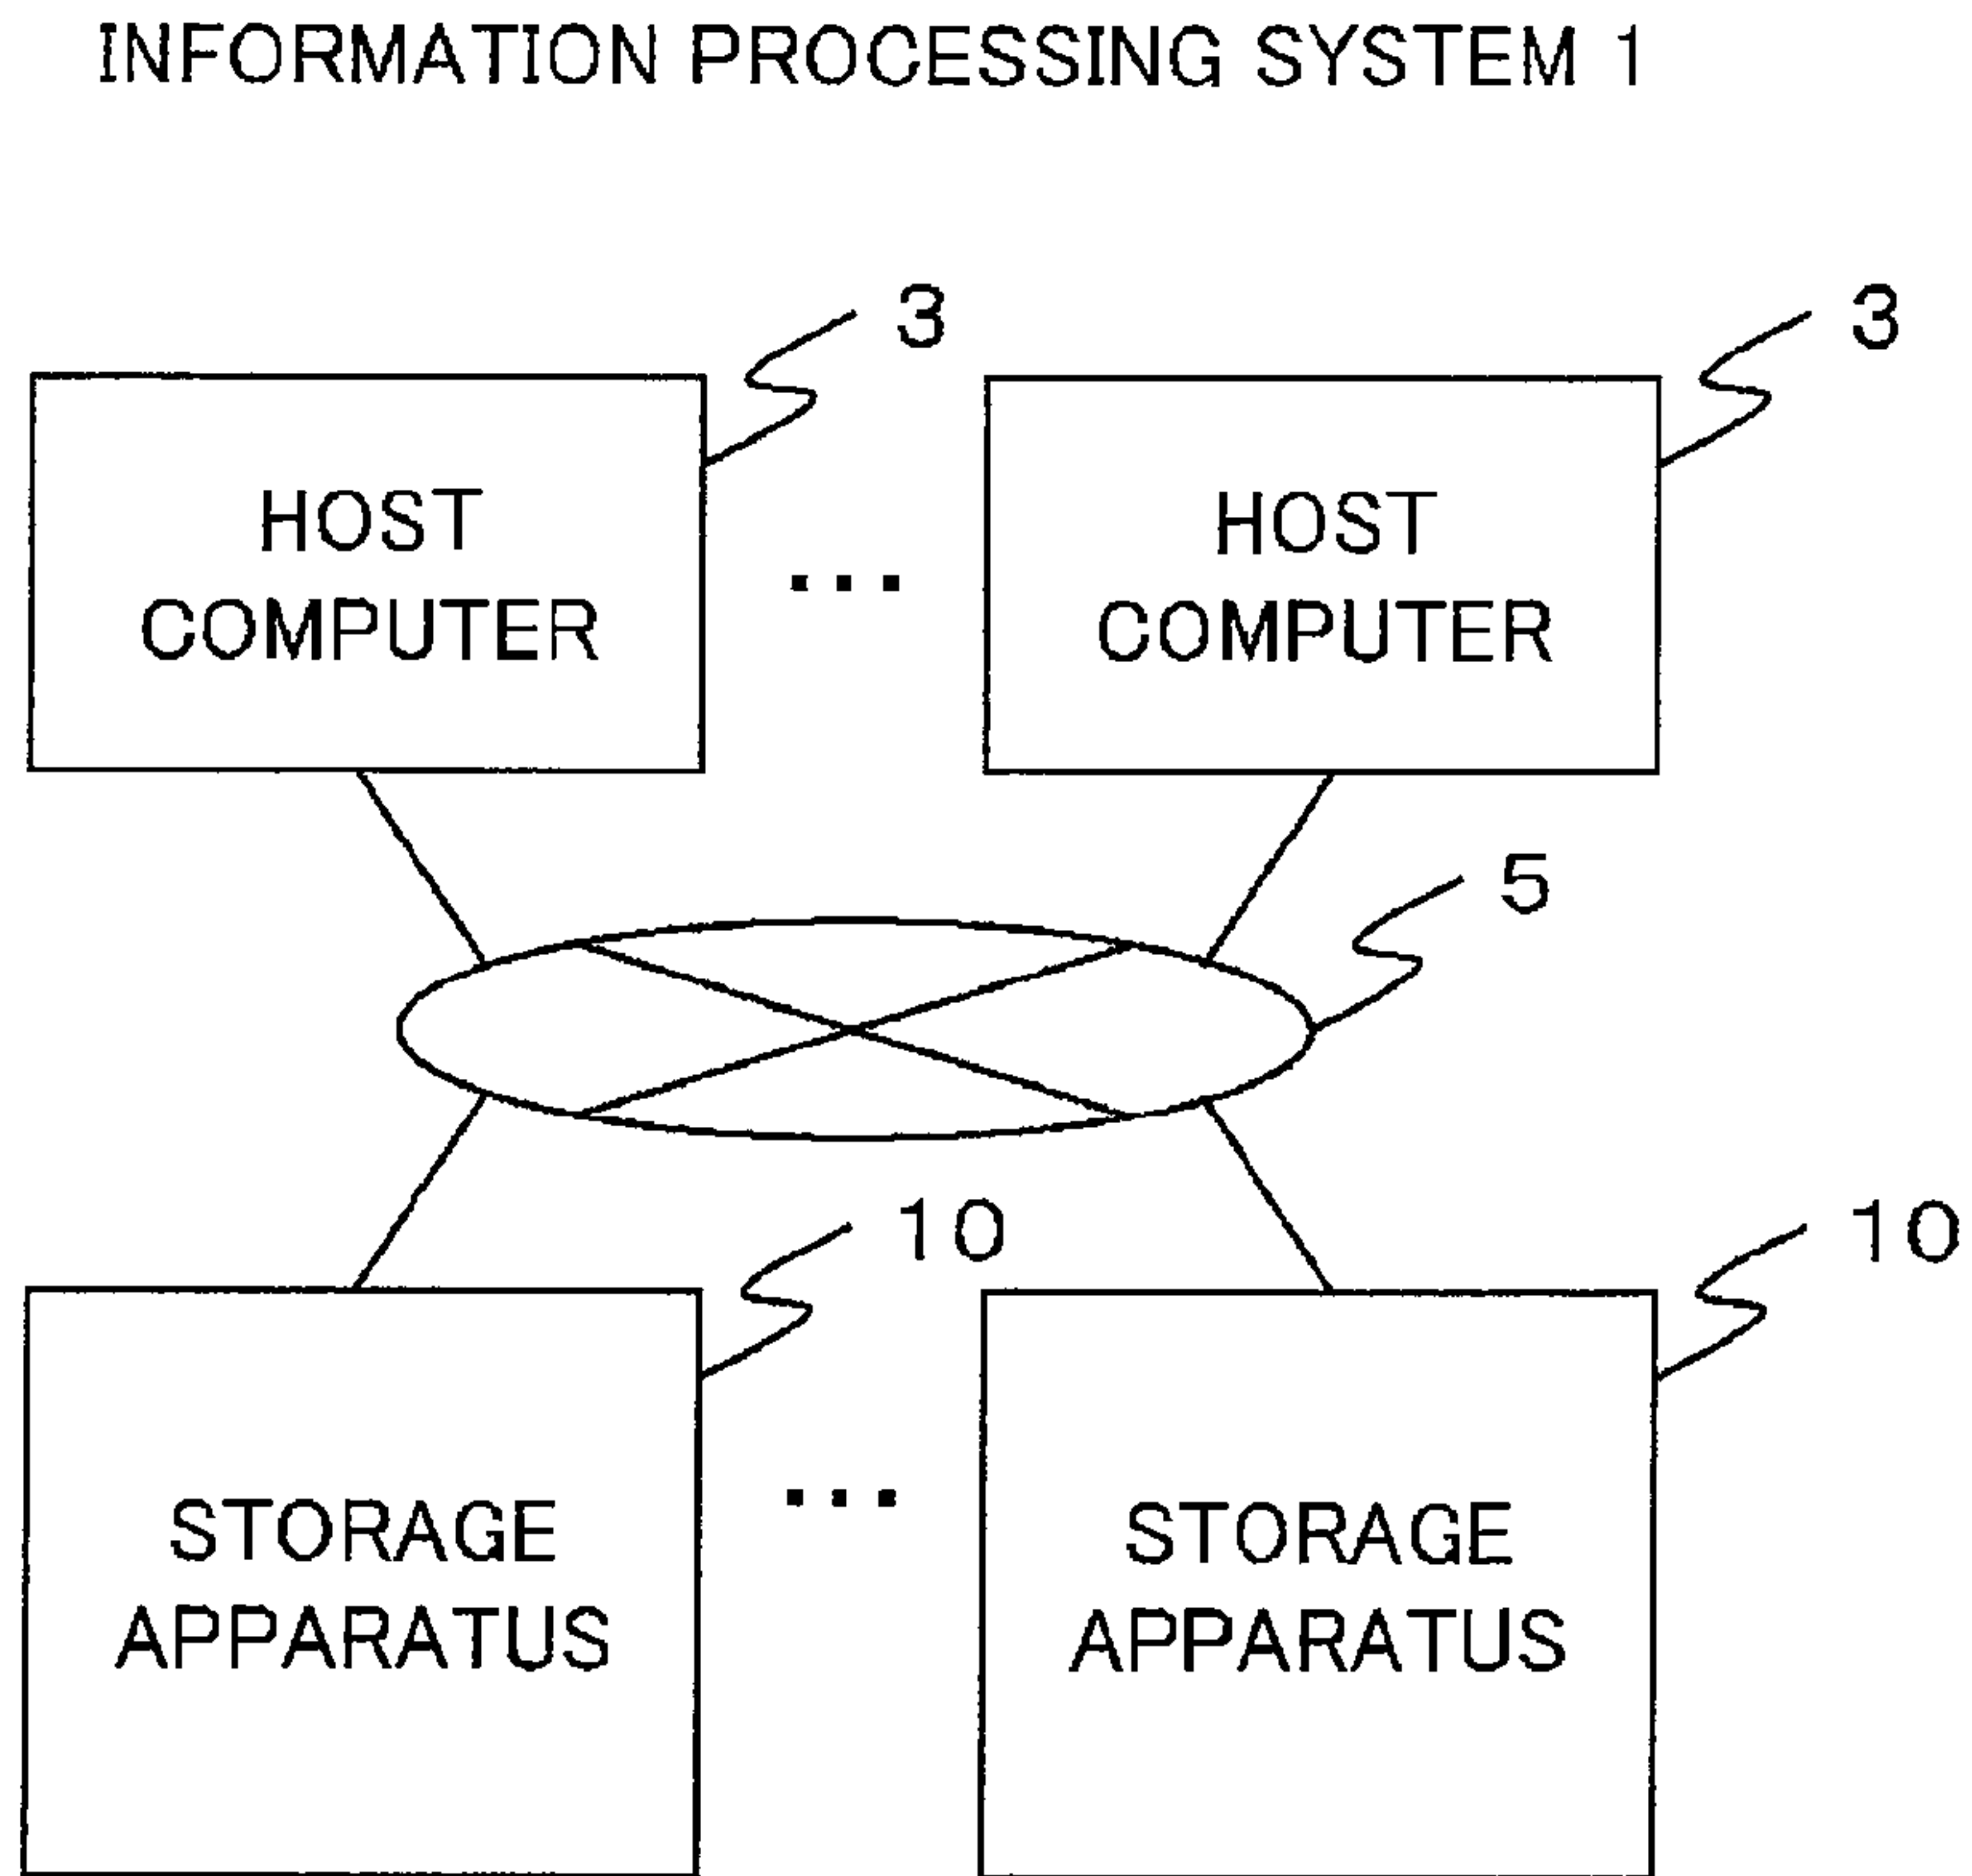 INFORMATION PROCESSING SYSTEM 1
3
3
HOST
COMPUTER
...
HOST
COMPUTER
5
10
10
STORAGE
APPARATUS
...
STORAGE
APPARATUS